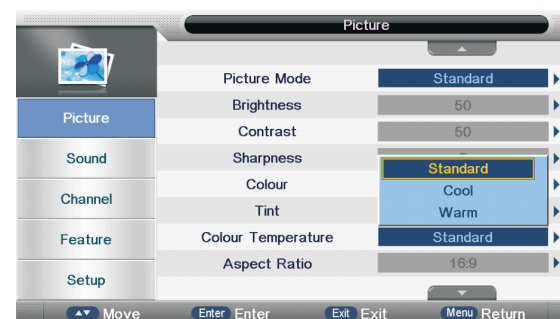 Picture
Picture Mode Standard
Brightness 50
Picture
Contrast 50
Sound
Sharpness
Standard
Colour
Cool
Channel
Tint
Warm
Feature
Colour Temperature Standard
Aspect Ratio 16:9
Setup
Move Enter Enter Exit Exit Menu Return